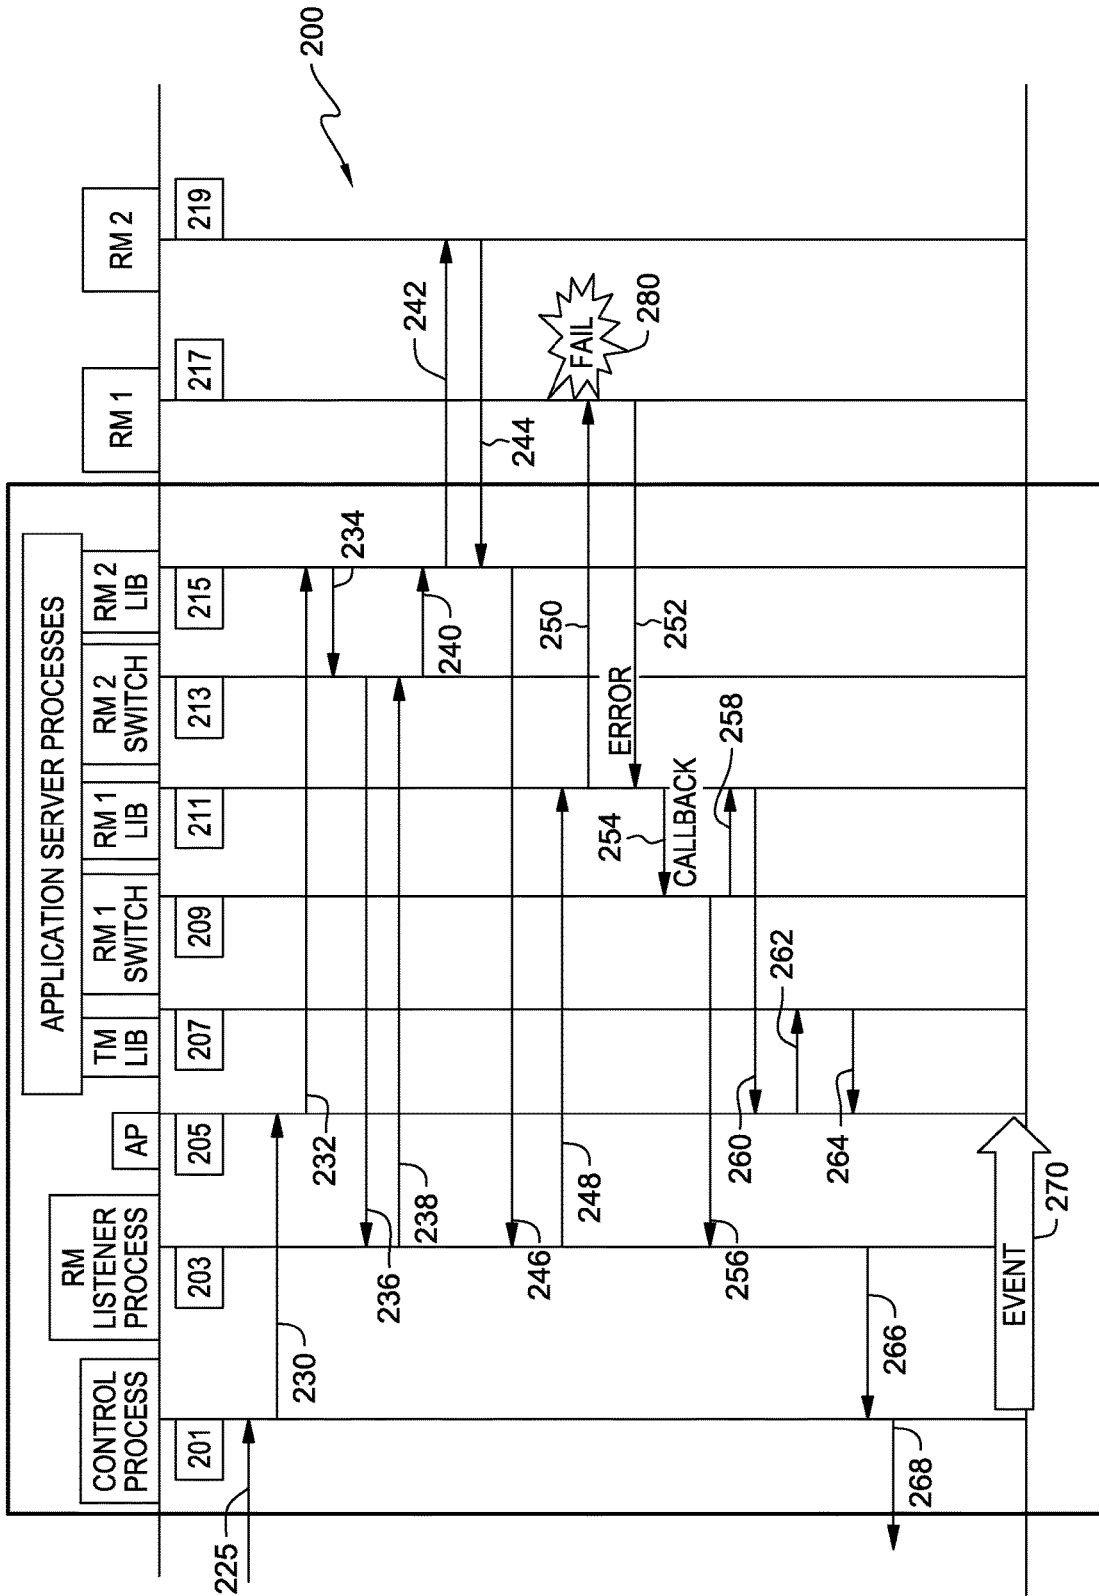 200
APPLICATION SERVER PROCESSES
CONTROL
PROCESS
RM
LISTENER
PROCESS
AP
TM
LIB
RM 1
SWITCH
RM 1
LIB
RM 2
SWITCH
RM 2
LIB
RM 1
RM 2
201
203
205
207
209
211
213
215
217
219
225
230
232
234
236
238
240
242
244
246
248
250
FAIL
280
252
ERROR
254
CALLBACK
256
258
260
262
264
266
268
EVENT
270